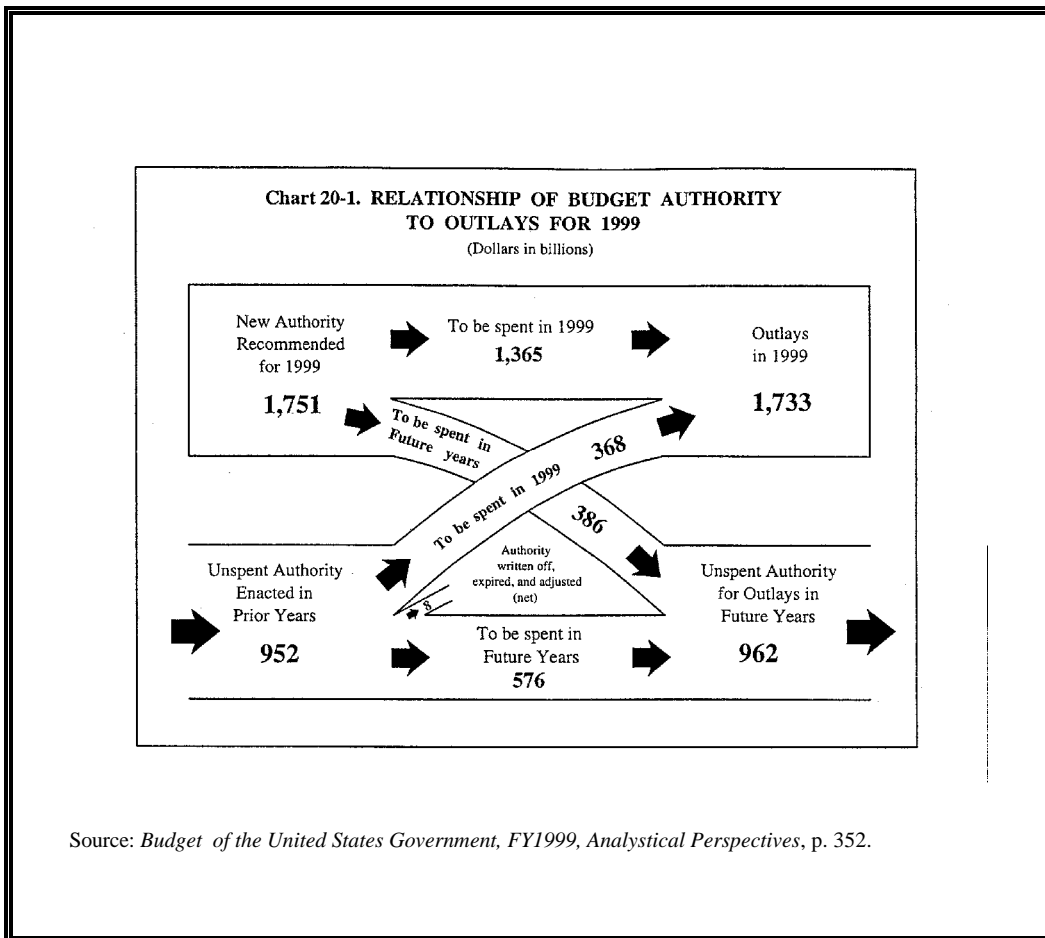 Chart 20-1. RELATIONSHIP OF BUDGET AUTHORITY
TO OUTLAYS FOR 1999
(Dollars in billions)
New Authority
Recommended
for 1999
1,751
To be spent in 1999
1,365
Outlays
in 1999
1,733
To be spent in
Future years
386
To be spent in 1999
368
Authority
written off,
expired, and adjusted
(net)
8
Unspent Authority
Enacted in
Prior Years
952
To be spent in
Future Years
576
Unspent Authority
for Outlays in
Future Years
962
Source: Budget of the United States Government, FY1999, Analystical Perspectives, p. 352.